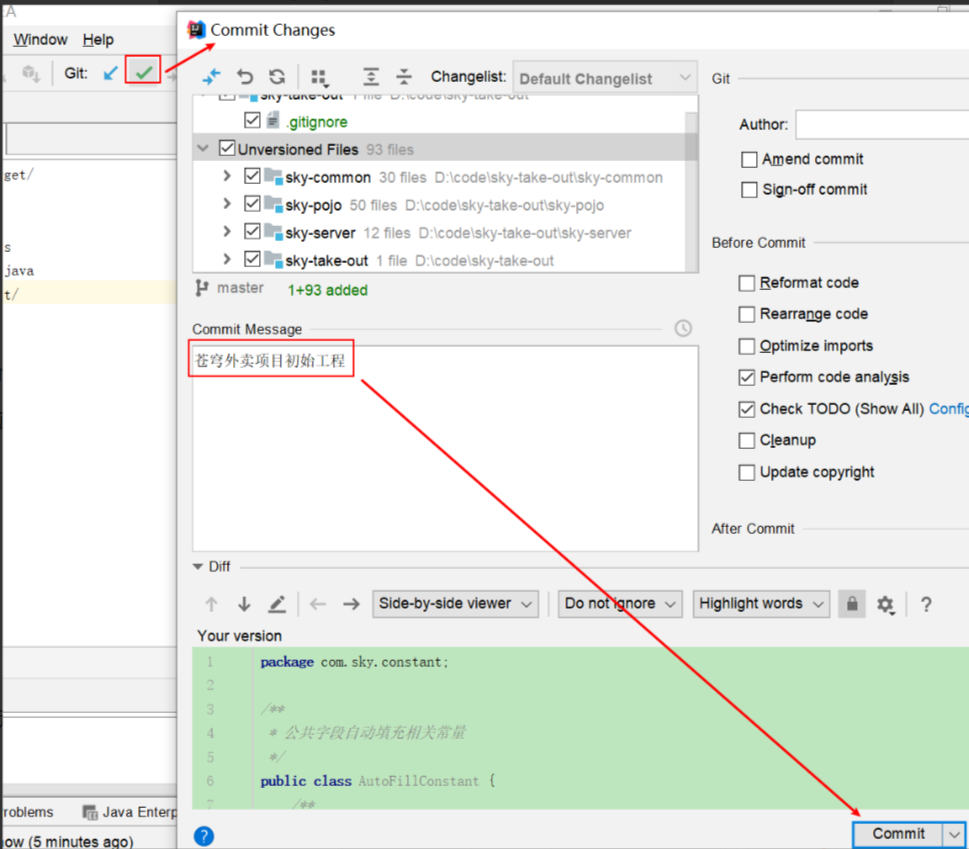 Commit Changes
Window Help
Git:
Changelist: Default Changelist
sky-take-out 1 file D:\code\sky-take-out
.gitignore
Unversioned Files 93 files
sky-common 30 files D:\code\sky-take-out\sky-common
sky-pojo 50 files D:\code\sky-take-out\sky-pojo
sky-server 12 files D:\code\sky-take-out\sky-server
sky-take-out 1 file D:\code\sky-take-out
master 1+93 added
get/
s
java
t/
Commit Message
苍穹外卖项目初始工程
Git
Author:
Amend commit
Sign-off commit
Before Commit
Reformat code
Rearrange code
Optimize imports
Perform code analysis
Check TODO (Show All) Config
Cleanup
Update copyright
After Commit
Diff
Side-by-side viewer Do not ignore Highlight words ?
Your version
1 package com.sky.constant;
2
3 /**
4 * 公共字段自动填充相关常量
5 */
6 public class AutoFillConstant {
7 /**
roblems Java Enterp
now (5 minutes ago)
? Commit